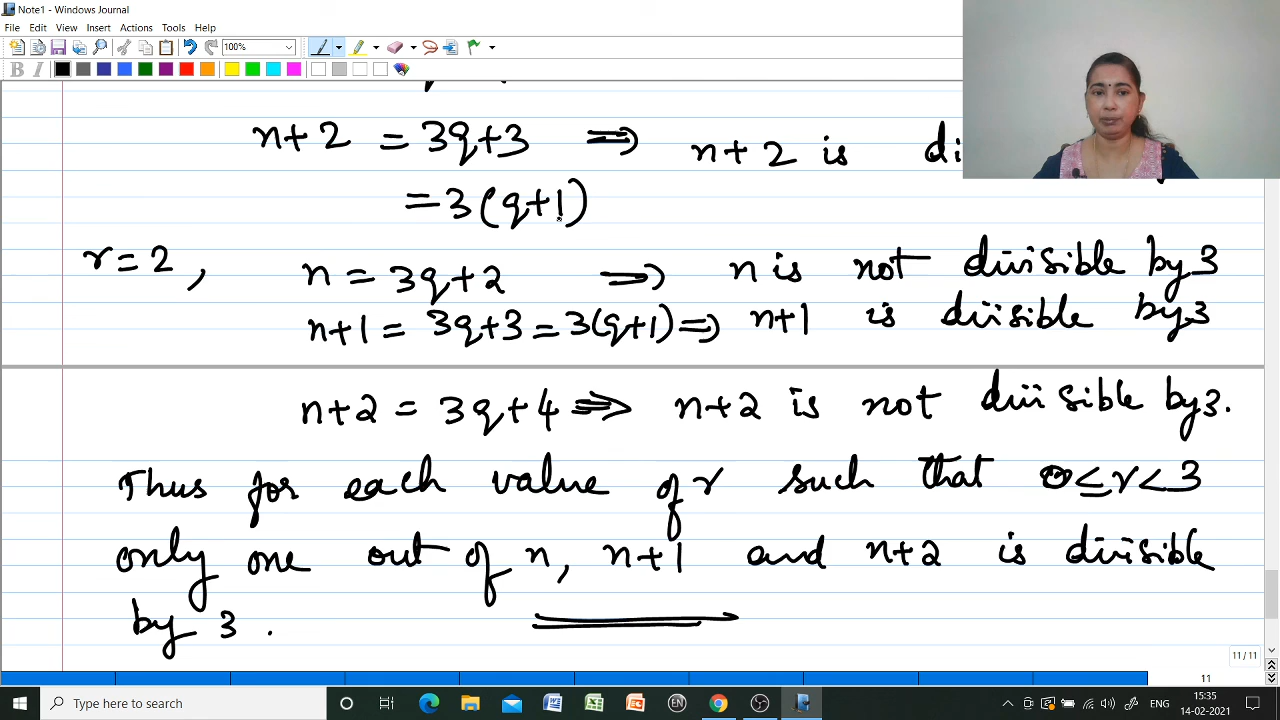 Note1 - Windows Journal
File Edit View Insert Actions Tools Help
100%
B I
n+2 = 3q+3 ⇒ n+2 is di
= 3(q+1)
r=2, n = 3q+2 ⇒ n is not divisible by 3
n+1 = 3q+3 = 3(q+1) ⇒ n+1 is divisible by 3
n+2 = 3q+4 ⇒ n+2 is not divisible by 3.
Thus for each value of r such that 0≤r<3
only one out of n, n+1 and n+2 is divisible
by 3.
11/11
11
Type here to search
EN
ENG
15:35
14-02-2021